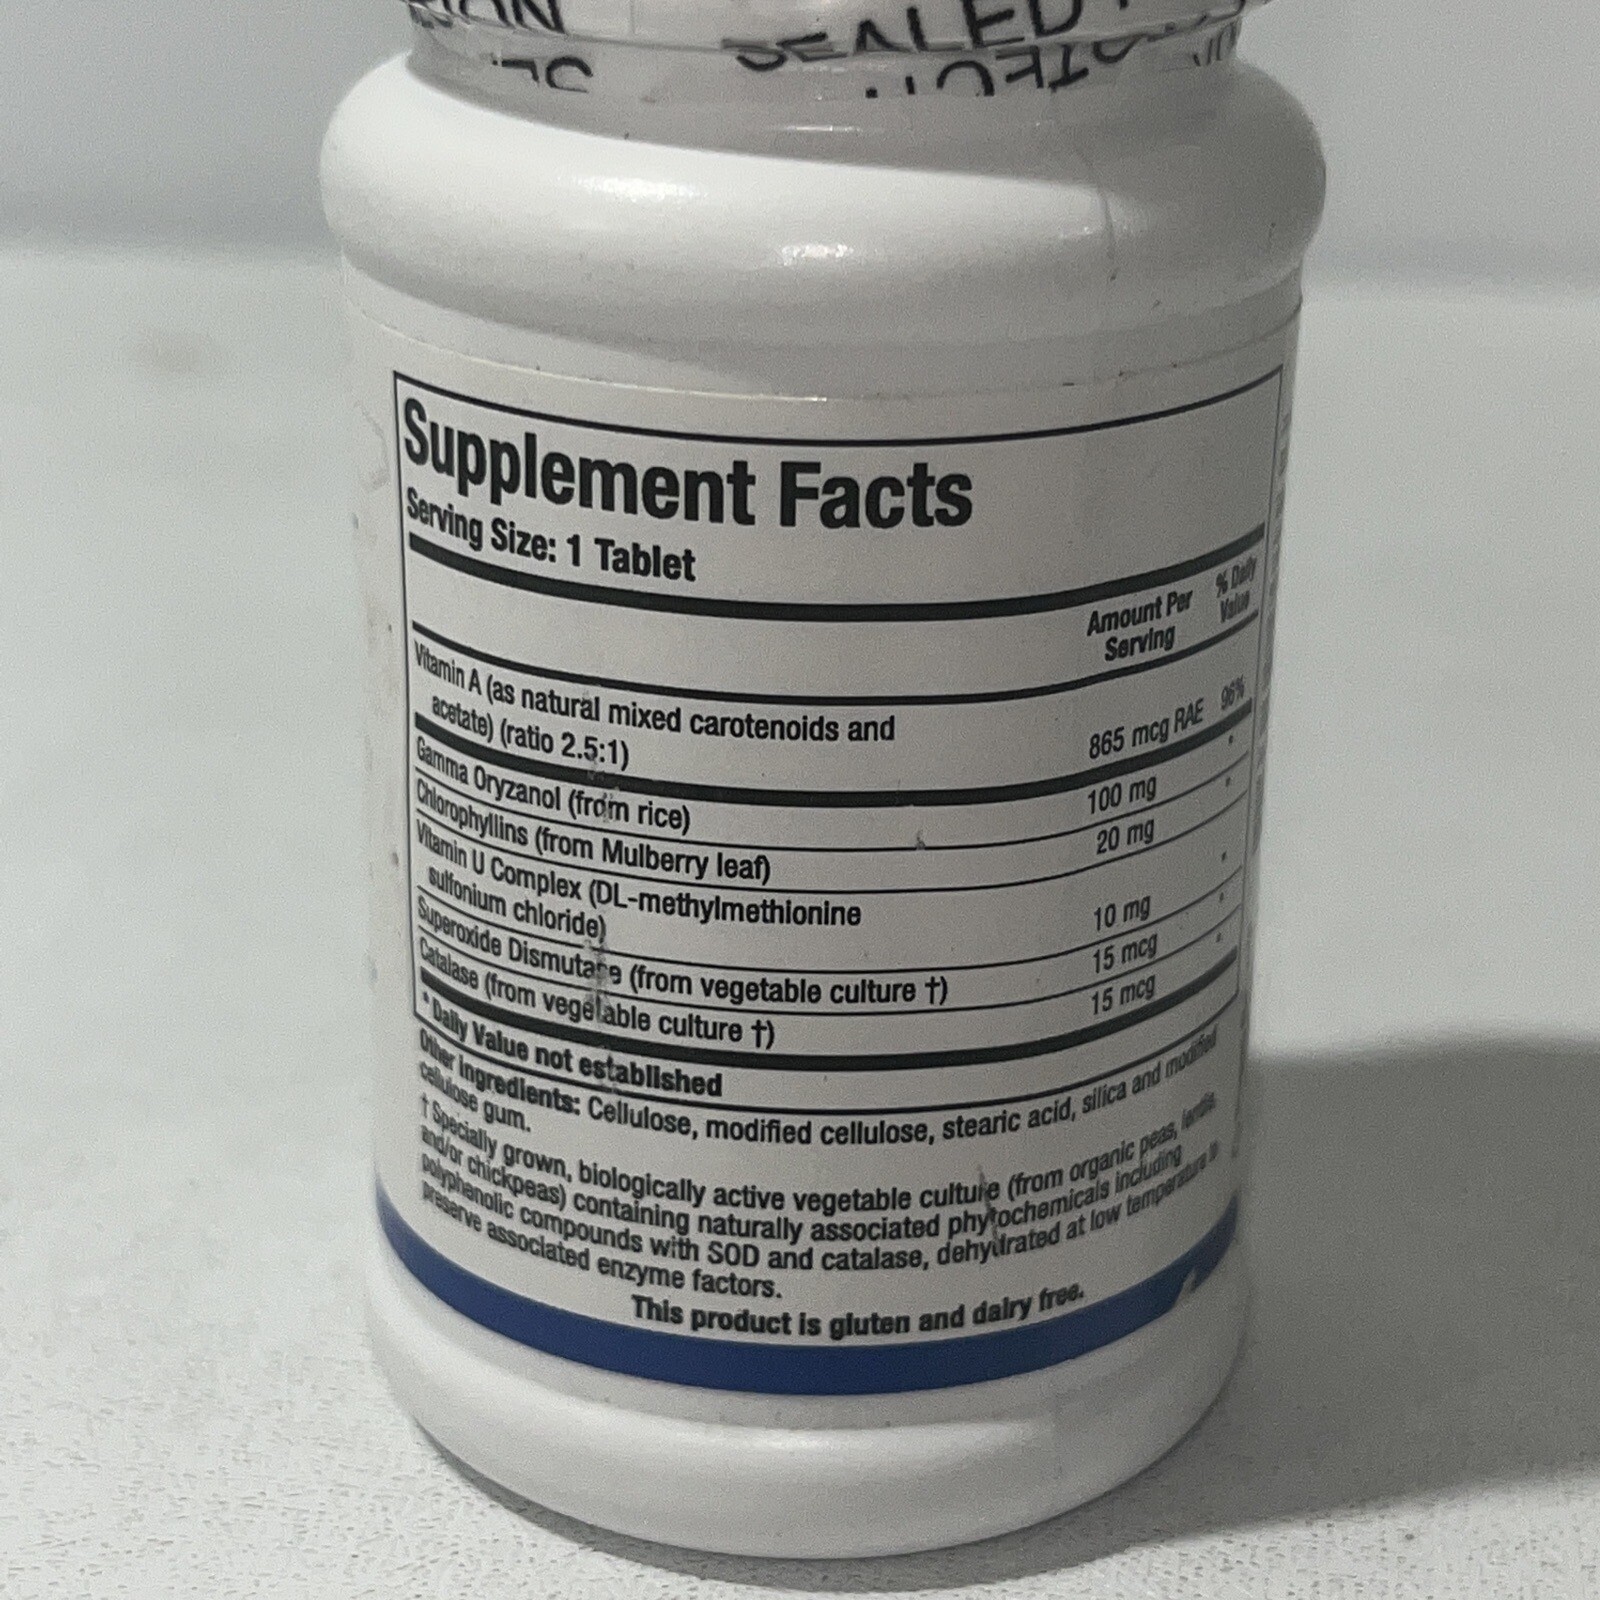 SEALED
Supplement Facts
Serving Size: 1 Tablet
Amount Per Serving
% Daily Value
Vitamin A (as natural mixed carotenoids and
acetate) (ratio 2.5:1) 865 mcg RAE 96%
Gamma Oryzanol (from rice) 100 mg *
Chlorophyllins (from Mulberry leaf) 20 mg *
Vitamin U Complex (DL-methylmethionine
sulfonium chloride) 10 mg *
Superoxide Dismutase (from vegetable culture †) 15 mcg *
Catalase (from vegetable culture †) 15 mcg *
* Daily Value not established
Other Ingredients: Cellulose, modified cellulose, stearic acid, silica and modified
cellulose gum.
† Specially grown, biologically active vegetable culture (from organic peas, lentils,
and/or chickpeas) containing naturally associated phytochemicals including
polyphenolic compounds with SOD and catalase, dehydrated at low temperature to
preserve associated enzyme factors.
This product is gluten and dairy free.